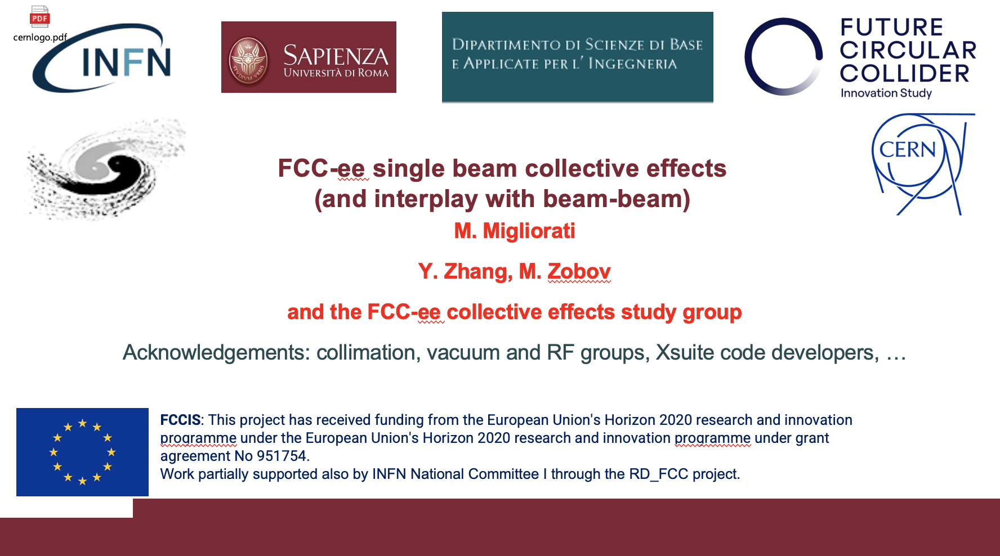 PDF
cernlogo.pdf
INFN
SAPIENZA
UNIVERSITÀ DI ROMA
STVDIVM VRBIS
DIPARTIMENTO DI SCIENZE DI BASE
E APPLICATE PER L' INGEGNERIA
FUTURE
CIRCULAR
COLLIDER
Innovation Study
CERN
FCC-ee single beam collective effects
(and interplay with beam-beam)
M. Migliorati
Y. Zhang, M. Zobov
and the FCC-ee collective effects study group
Acknowledgements: collimation, vacuum and RF groups, Xsuite code developers, …
FCCIS: This project has received funding from the European Union's Horizon 2020 research and innovation
programme under the European Union's Horizon 2020 research and innovation programme under grant
agreement No 951754.
Work partially supported also by INFN National Committee I through the RD_FCC project.